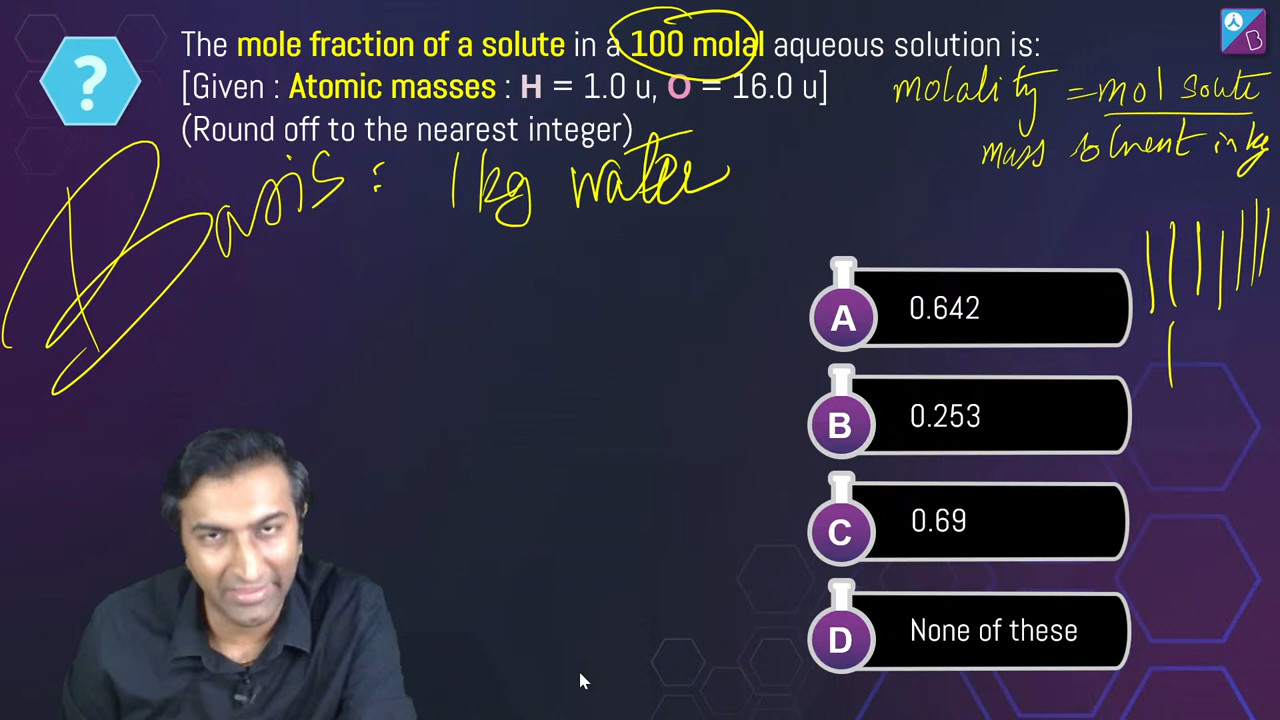 The mole fraction of a solute in a 100 molal aqueous solution is:
[Given : Atomic masses : H = 1.0 u, O = 16.0 u]
(Round off to the nearest integer)
molality = mol soute
mass solvent in kg
Basis : 1 kg water
A 0.642
B 0.253
C 0.69
D None of these
B